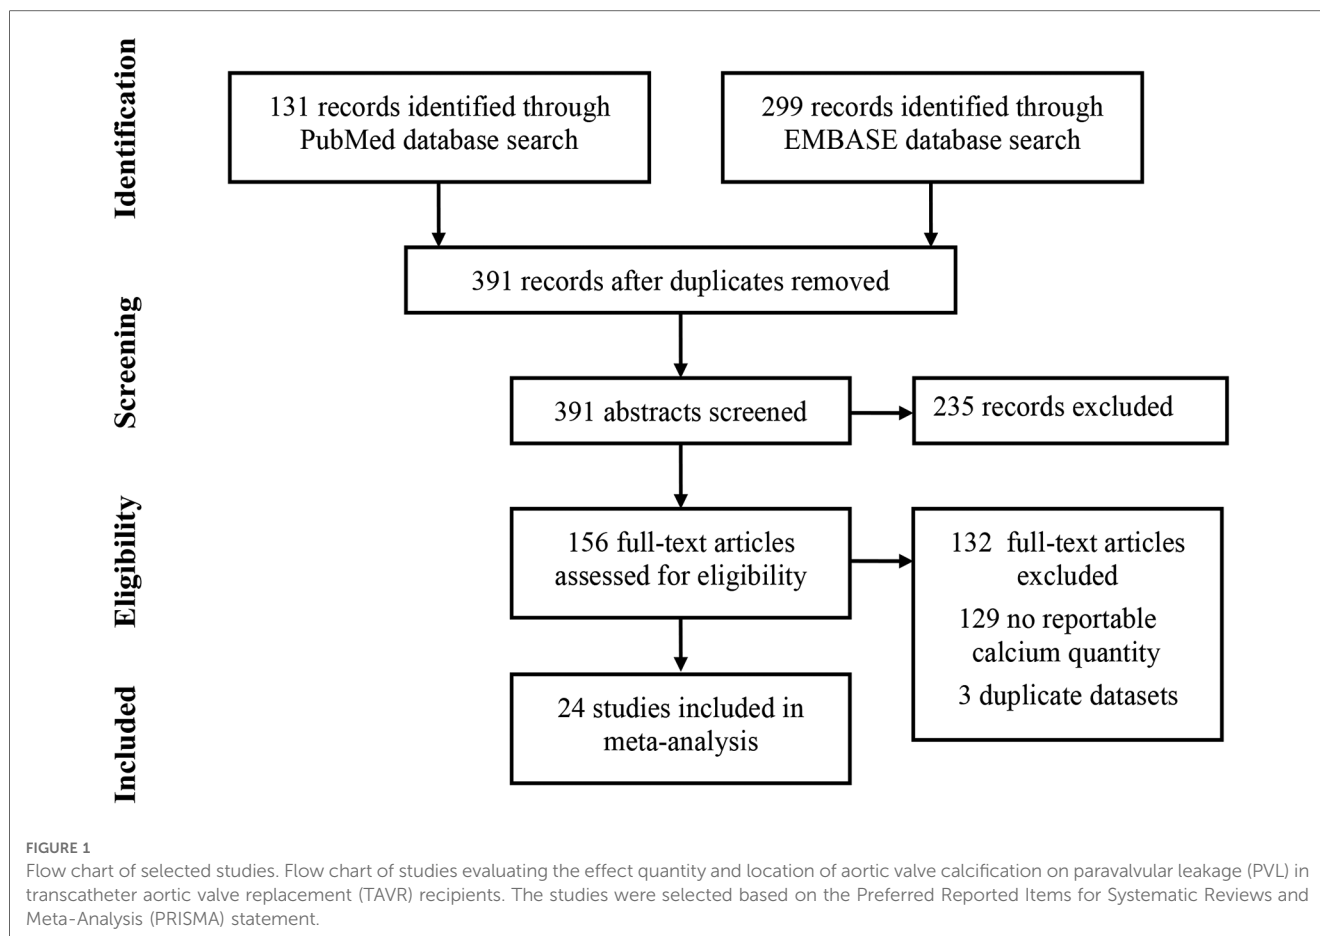 Identification
131 records identified through
PubMed database search
299 records identified through
EMBASE database search
391 records after duplicates removed
Screening
391 abstracts screened
235 records excluded
Eligibility
156 full-text articles
assessed for eligibility
132 full-text articles
excluded
129 no reportable
calcium quantity
3 duplicate datasets
Included
24 studies included in
meta-analysis
FIGURE 1
Flow chart of selected studies. Flow chart of studies evaluating the effect quantity and location of aortic valve calcification on paravalvular leakage (PVL) in
transcatheter aortic valve replacement (TAVR) recipients. The studies were selected based on the Preferred Reported Items for Systematic Reviews and
Meta-Analysis (PRISMA) statement.